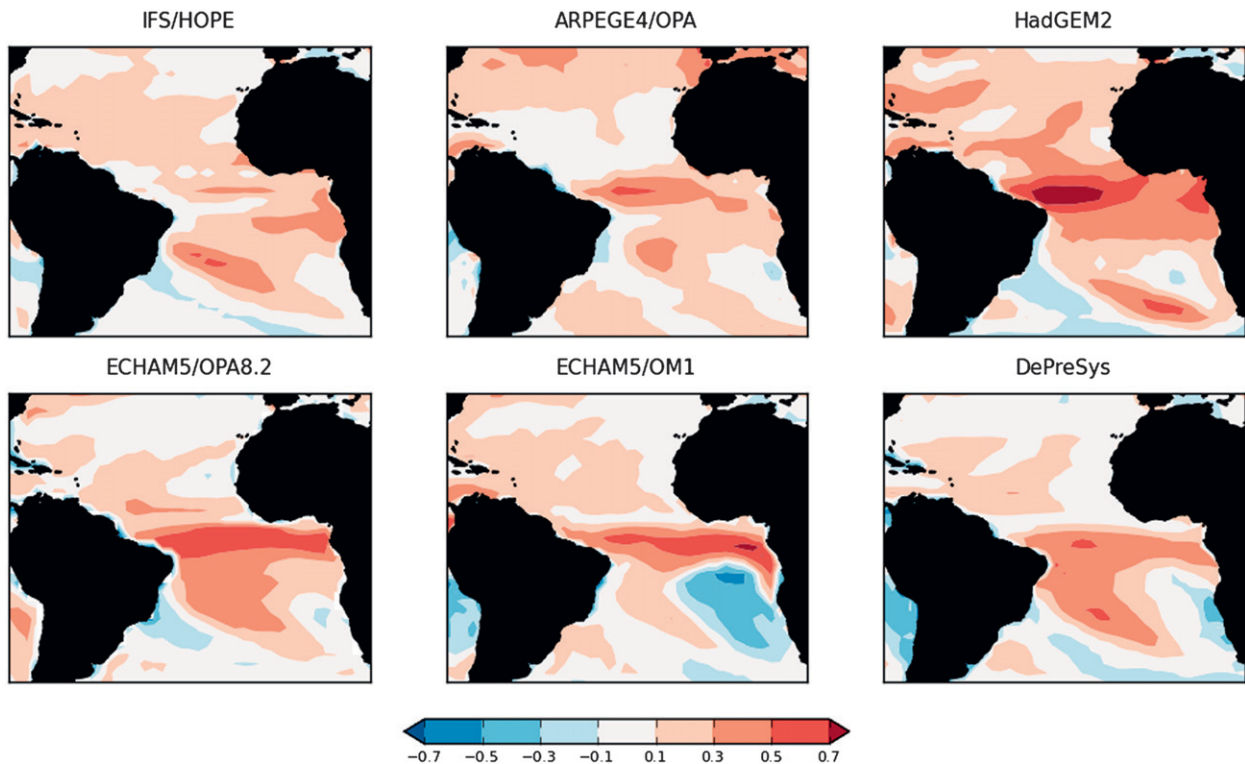 IFS/HOPE ARPEGE4/OPA HadGEM2
ECHAM5/OPA8.2 ECHAM5/OM1 DePreSys
−0.7 −0.5 −0.3 −0.1 0.1 0.3 0.5 0.7